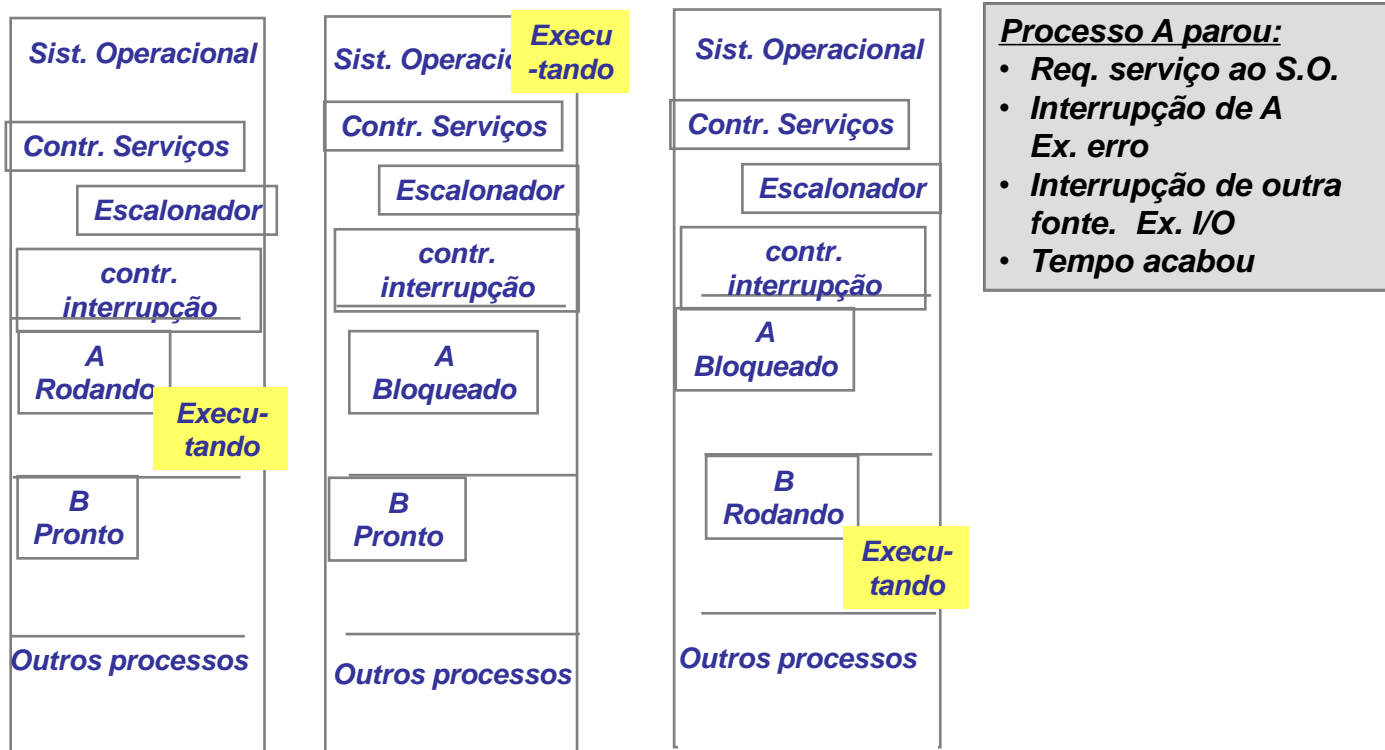 Sist. Operacional
Contr. Serviços
Escalonador
contr.
interrupção
A
Rodando
Execu-
tando
B
Pronto
Outros processos
Sist. Operacio
Execu
-tando
Contr. Serviços
Escalonador
contr.
interrupção
A
Bloqueado
B
Pronto
Outros processos
Sist. Operacional
Contr. Serviços
Escalonador
contr.
interrupção
A
Bloqueado
B
Rodando
Execu-
tando
Outros processos
Processo A parou:
• Req. serviço ao S.O.
• Interrupção de A
Ex. erro
• Interrupção de outra
fonte. Ex. I/O
• Tempo acabou